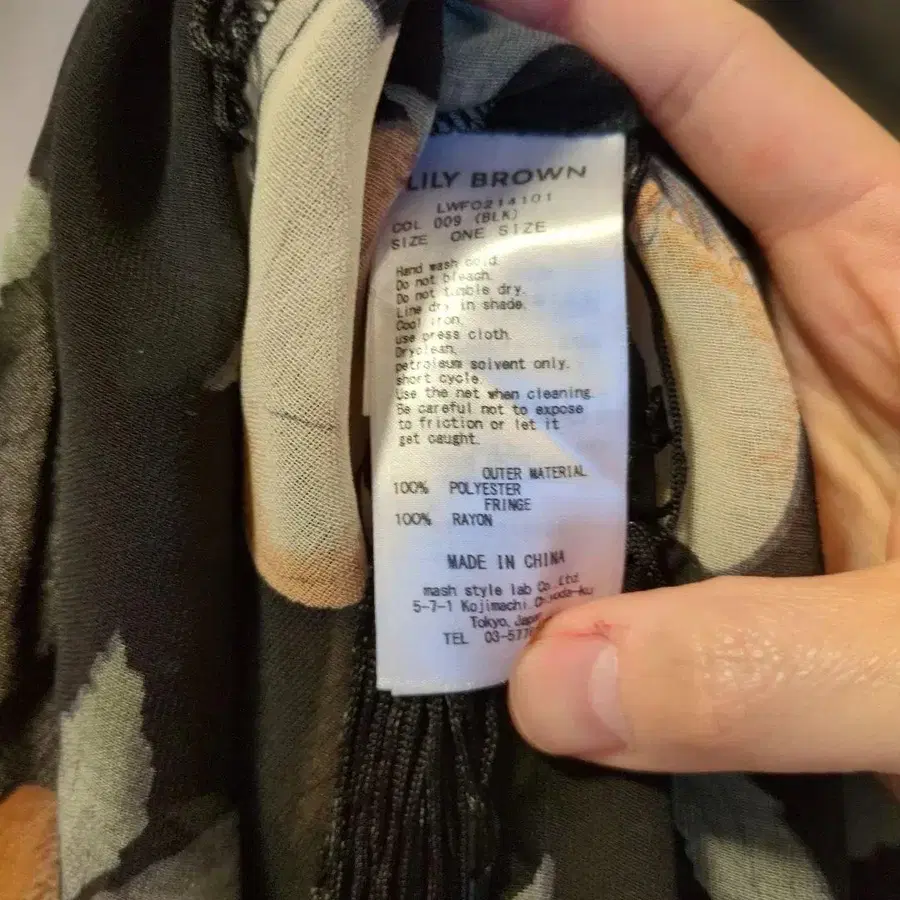 LILY BROWN
LWFO214101
COL 009 (BLK)
SIZE ONE SIZE
Hand wash cold.
Do not bleach.
Do not tumble dry.
Line dry in shade.
Cool iron.
use press cloth.
Dryclean,
petroleum solvent only.
short cycle.
Use the net when cleaning.
Be careful not to expose
to friction or let it
get caught.
OUTER MATERIAL
100% POLYESTER
FRINGE
100% RAYON
MADE IN CHINA
mash style lab Co.,Ltd.
5-7-1 Kojimachi,
Tokyo, Japan
TEL 03-577